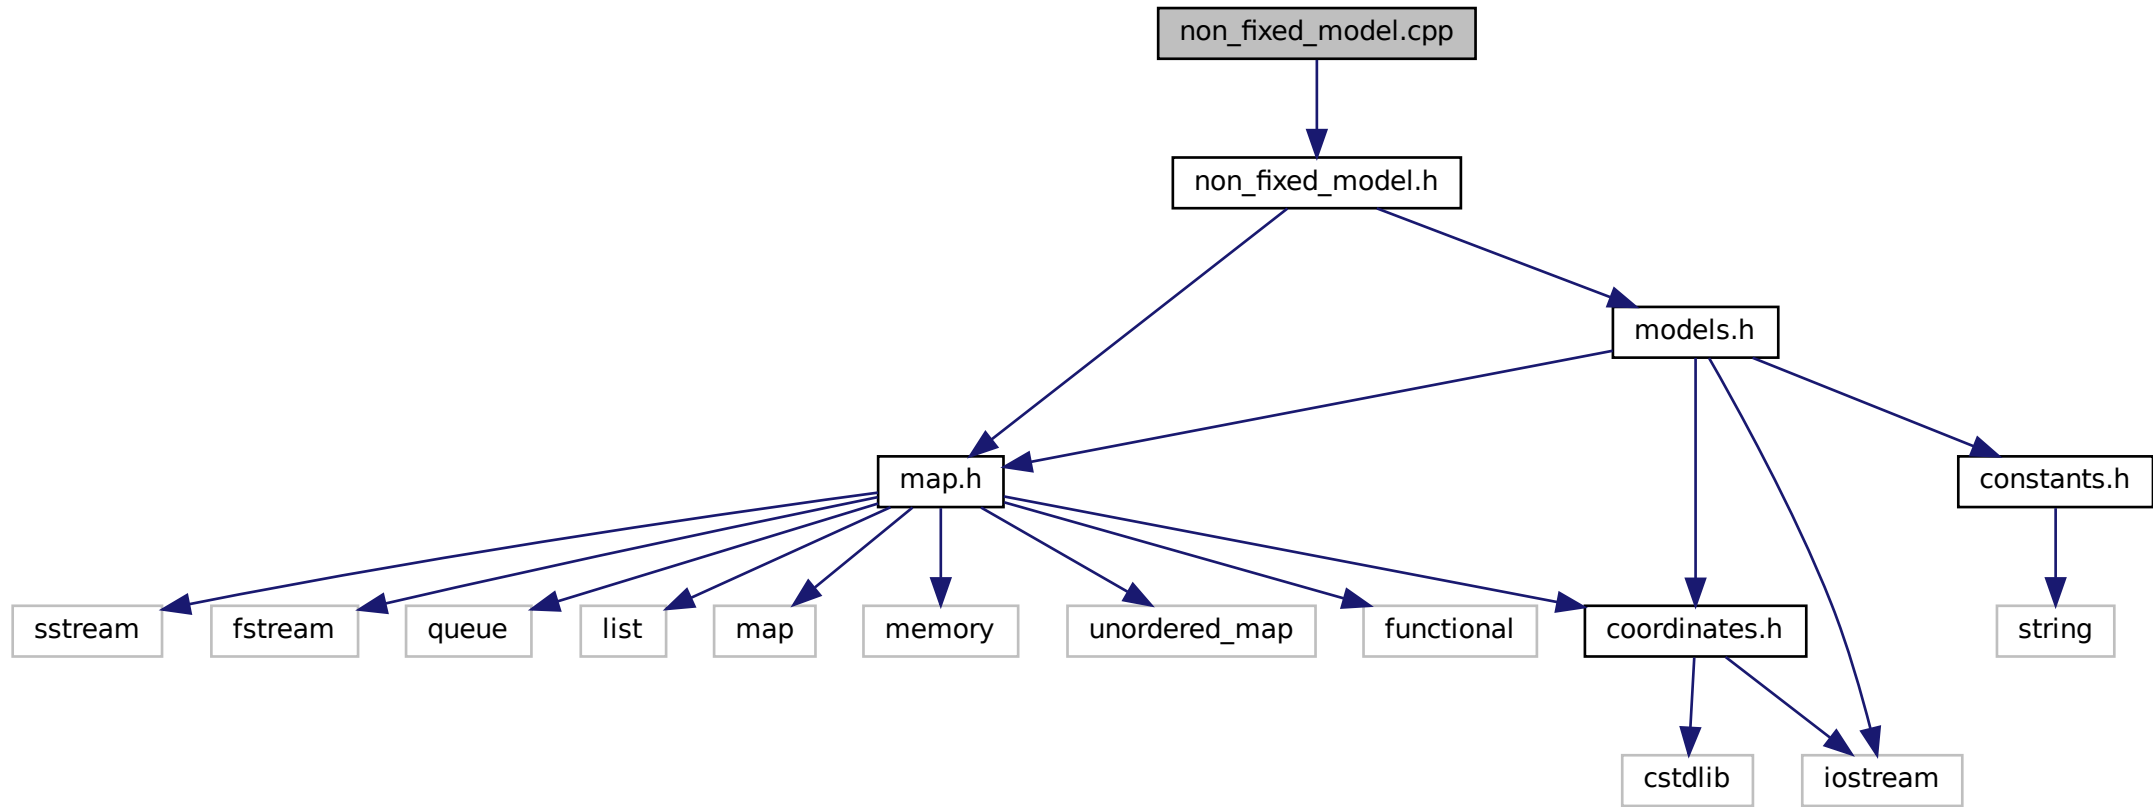 non_fixed_model.cpp
non_fixed_model.h
models.h
map.h
constants.h
sstream
fstream
queue
list
map
memory
unordered_map
functional
coordinates.h
string
cstdlib
iostream